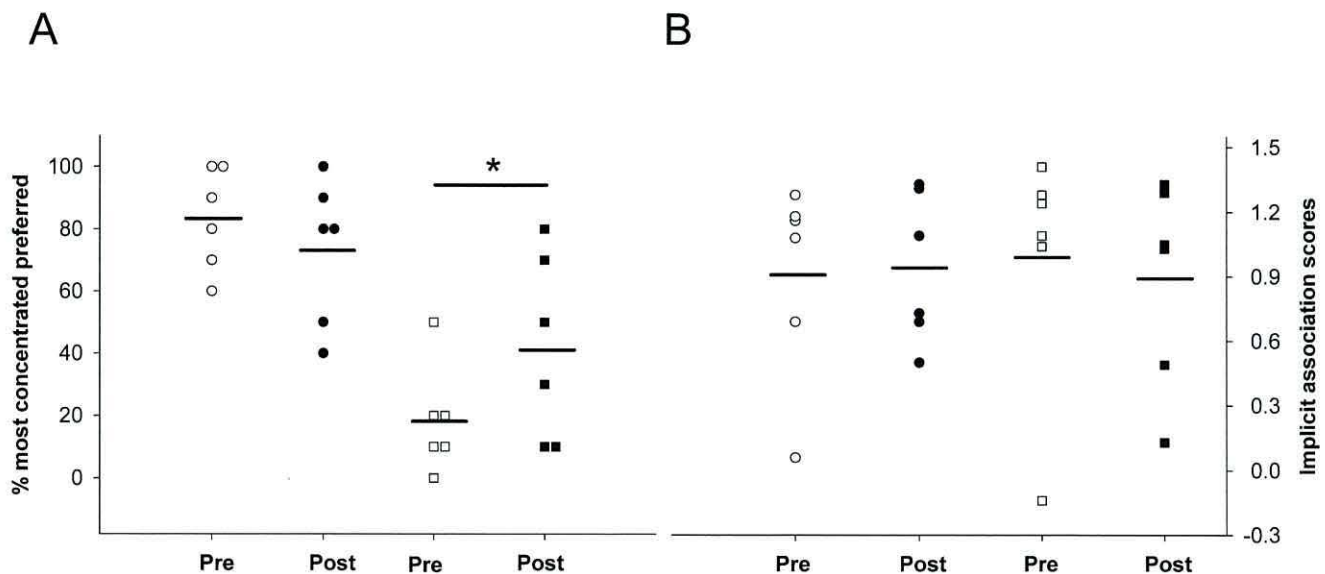 A
B
% most concentrated preferred
100
80
60
40
20
0
*
Pre
Post
Pre
Post
1.5
1.2
0.9
0.6
0.3
0.0
-0.3
Implicit association scores
Pre
Post
Pre
Post